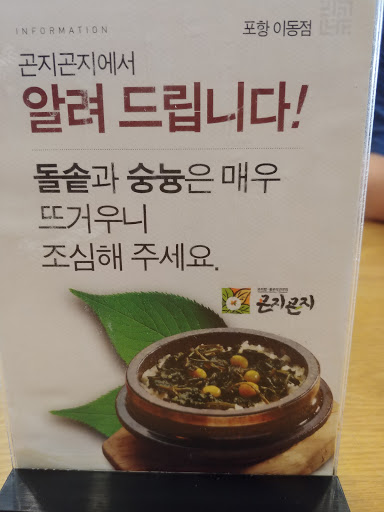 INFORMATION
포항 이동점
곤지곤지에서
알려 드립니다!
돌솥과 숭늉은 매우
뜨거우니
조심해 주세요.
곤지곤지